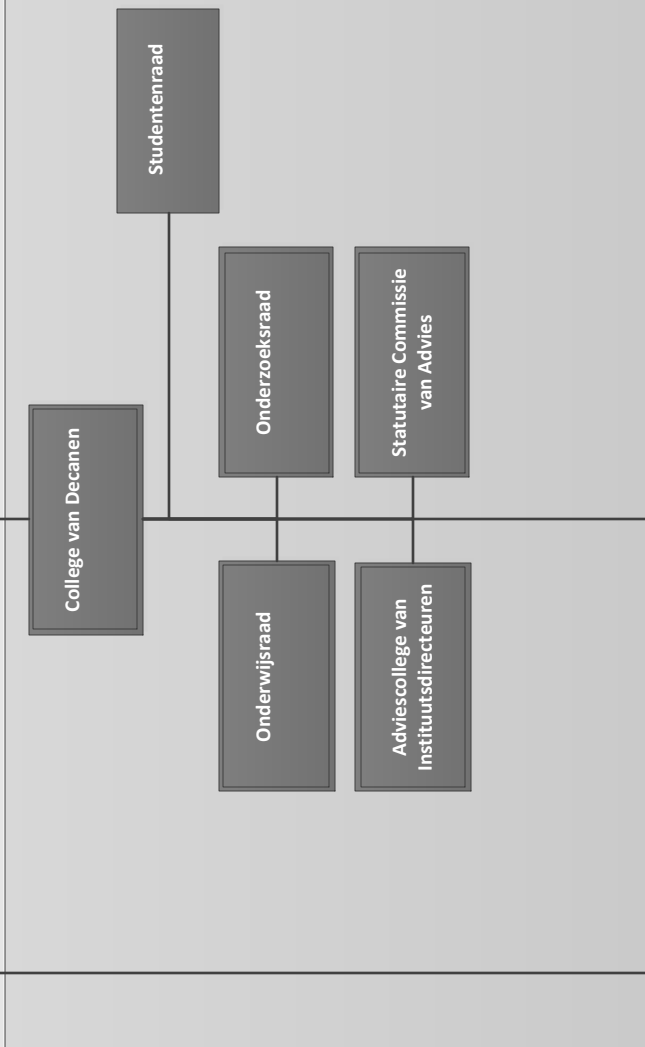 College van Decanen
Studentenraad
Onderwijsraad
Onderzoeksraad
Adviescollege van
Instituutsdirecteuren
Statutaire Commissie
van Advies